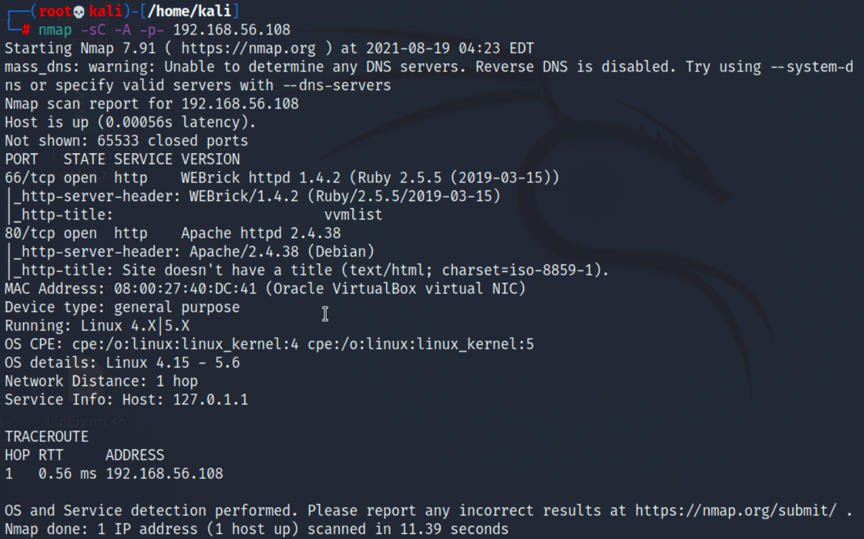 ┌──(root💀kali)-[/home/kali]
└─# nmap -sC -A -p- 192.168.56.108
Starting Nmap 7.91 ( https://nmap.org ) at 2021-08-19 04:23 EDT
mass_dns: warning: Unable to determine any DNS servers. Reverse DNS is disabled. Try using --system-d
ns or specify valid servers with --dns-servers
Nmap scan report for 192.168.56.108
Host is up (0.00056s latency).
Not shown: 65533 closed ports
PORT   STATE SERVICE VERSION
66/tcp open  http    WEBrick httpd 1.4.2 (Ruby 2.5.5 (2019-03-15))
|_http-server-header: WEBrick/1.4.2 (Ruby/2.5.5/2019-03-15)
|_http-title:                          vvmlist
80/tcp open  http    Apache httpd 2.4.38
|_http-server-header: Apache/2.4.38 (Debian)
|_http-title: Site doesn't have a title (text/html; charset=iso-8859-1).
MAC Address: 08:00:27:40:DC:41 (Oracle VirtualBox virtual NIC)
Device type: general purpose
Running: Linux 4.X|5.X
OS CPE: cpe:/o:linux:linux_kernel:4 cpe:/o:linux:linux_kernel:5
OS details: Linux 4.15 - 5.6
Network Distance: 1 hop
Service Info: Host: 127.0.1.1
LinEnum.sh
TRACEROUTE
HOP RTT     ADDRESS
1   0.56 ms 192.168.56.108
OS and Service detection performed. Please report any incorrect results at https://nmap.org/submit/ .
Nmap done: 1 IP address (1 host up) scanned in 11.39 seconds